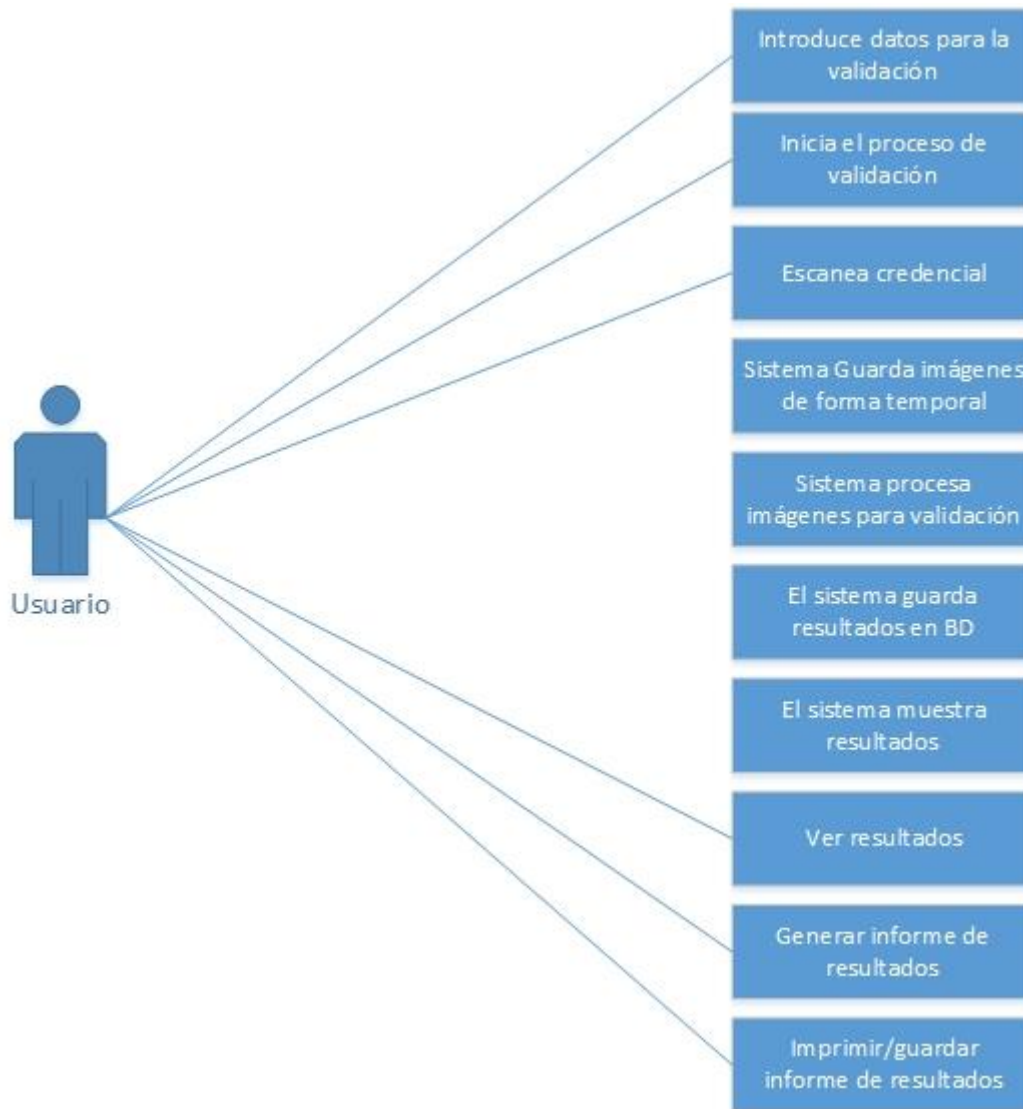 Introduce datos para la
validación
Inicia el proceso de
validación
Escanea credencial
Sistema Guarda imágenes
de forma temporal
Sistema procesa
imágenes para validación
El sistema guarda
resultados en BD
El sistema muestra
resultados
Ver resultados
Generar informe de
resultados
Imprimir/guardar
informe de resultados
Usuario